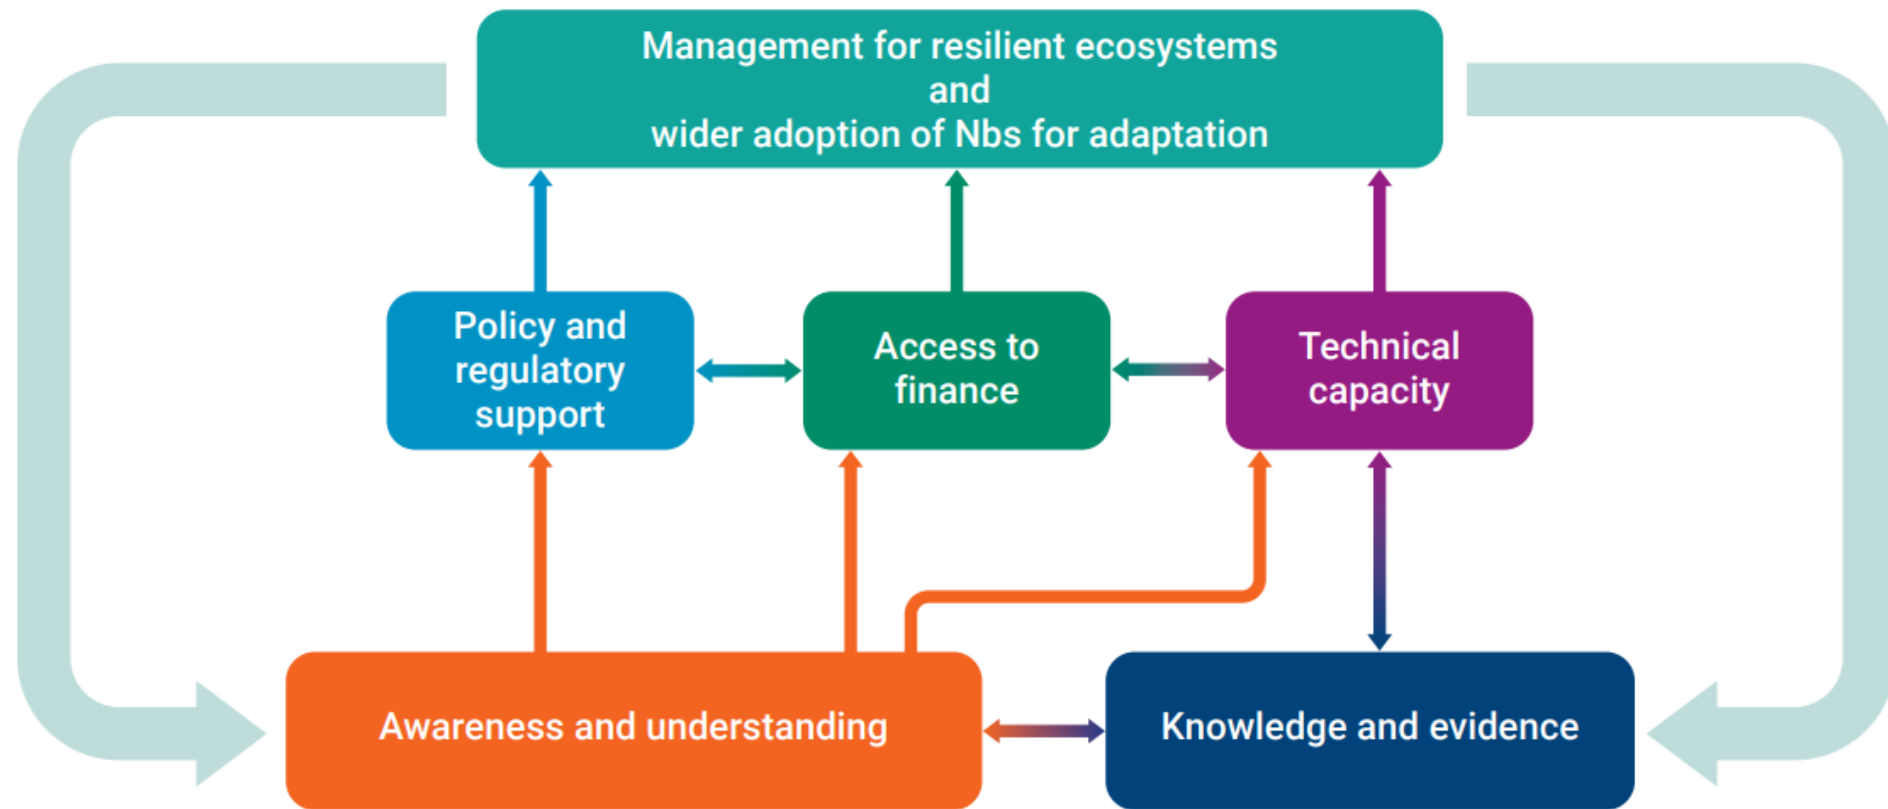 Management for resilient ecosystems
and
wider adoption of Nbs for adaptation
Policy and
regulatory
support
Access to
finance
Technical
capacity
Awareness and understanding
Knowledge and evidence